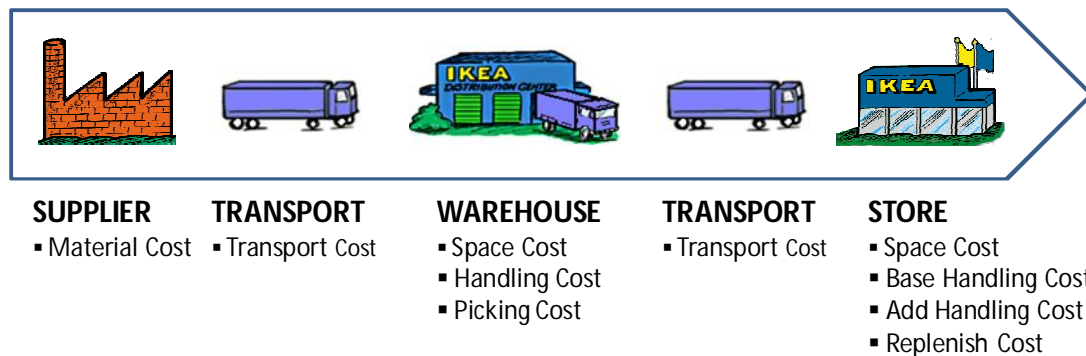 IKEA
DISTRIBUTION CENTER
IKEA
SUPPLIER
▪ Material Cost
TRANSPORT
▪ Transport Cost
WAREHOUSE
▪ Space Cost
▪ Handling Cost
▪ Picking Cost
TRANSPORT
▪ Transport Cost
STORE
▪ Space Cost
▪ Base Handling Cost
▪ Add Handling Cost
▪ Replenish Cost